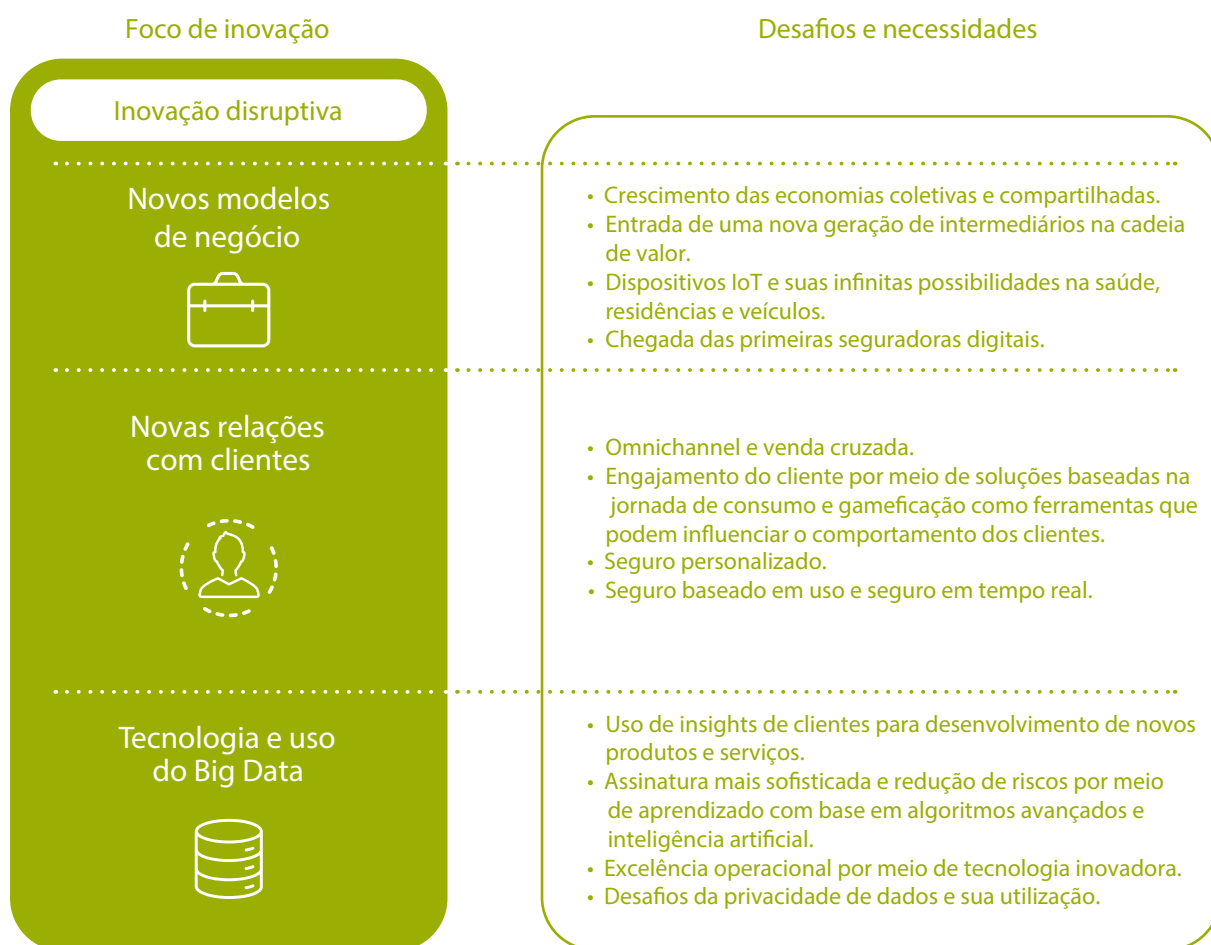 Foco de inovação
Desafios e necessidades
Inovação disruptiva
Novos modelos
de negócio
• Crescimento das economias coletivas e compartilhadas.
• Entrada de uma nova geração de intermediários na cadeia
de valor.
• Dispositivos IoT e suas infinitas possibilidades na saúde,
residências e veículos.
• Chegada das primeiras seguradoras digitais.
Novas relações
com clientes
• Omnichannel e venda cruzada.
• Engajamento do cliente por meio de soluções baseadas na
jornada de consumo e gameficação como ferramentas que
podem influenciar o comportamento dos clientes.
• Seguro personalizado.
• Seguro baseado em uso e seguro em tempo real.
Tecnologia e uso
do Big Data
• Uso de insights de clientes para desenvolvimento de novos
produtos e serviços.
• Assinatura mais sofisticada e redução de riscos por meio
de aprendizado com base em algoritmos avançados e
inteligência artificial.
• Excelência operacional por meio de tecnologia inovadora.
• Desafios da privacidade de dados e sua utilização.